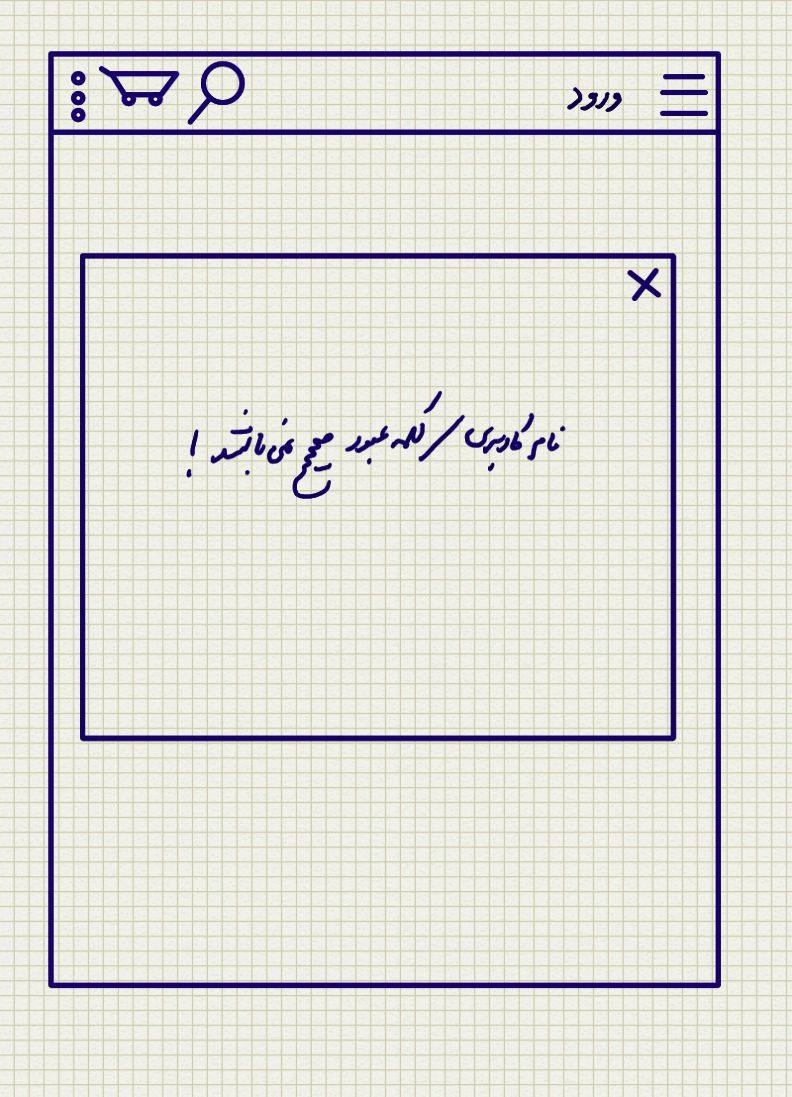 ورود
نام کاربری / کلمه عبور صحیح نمی باشد !